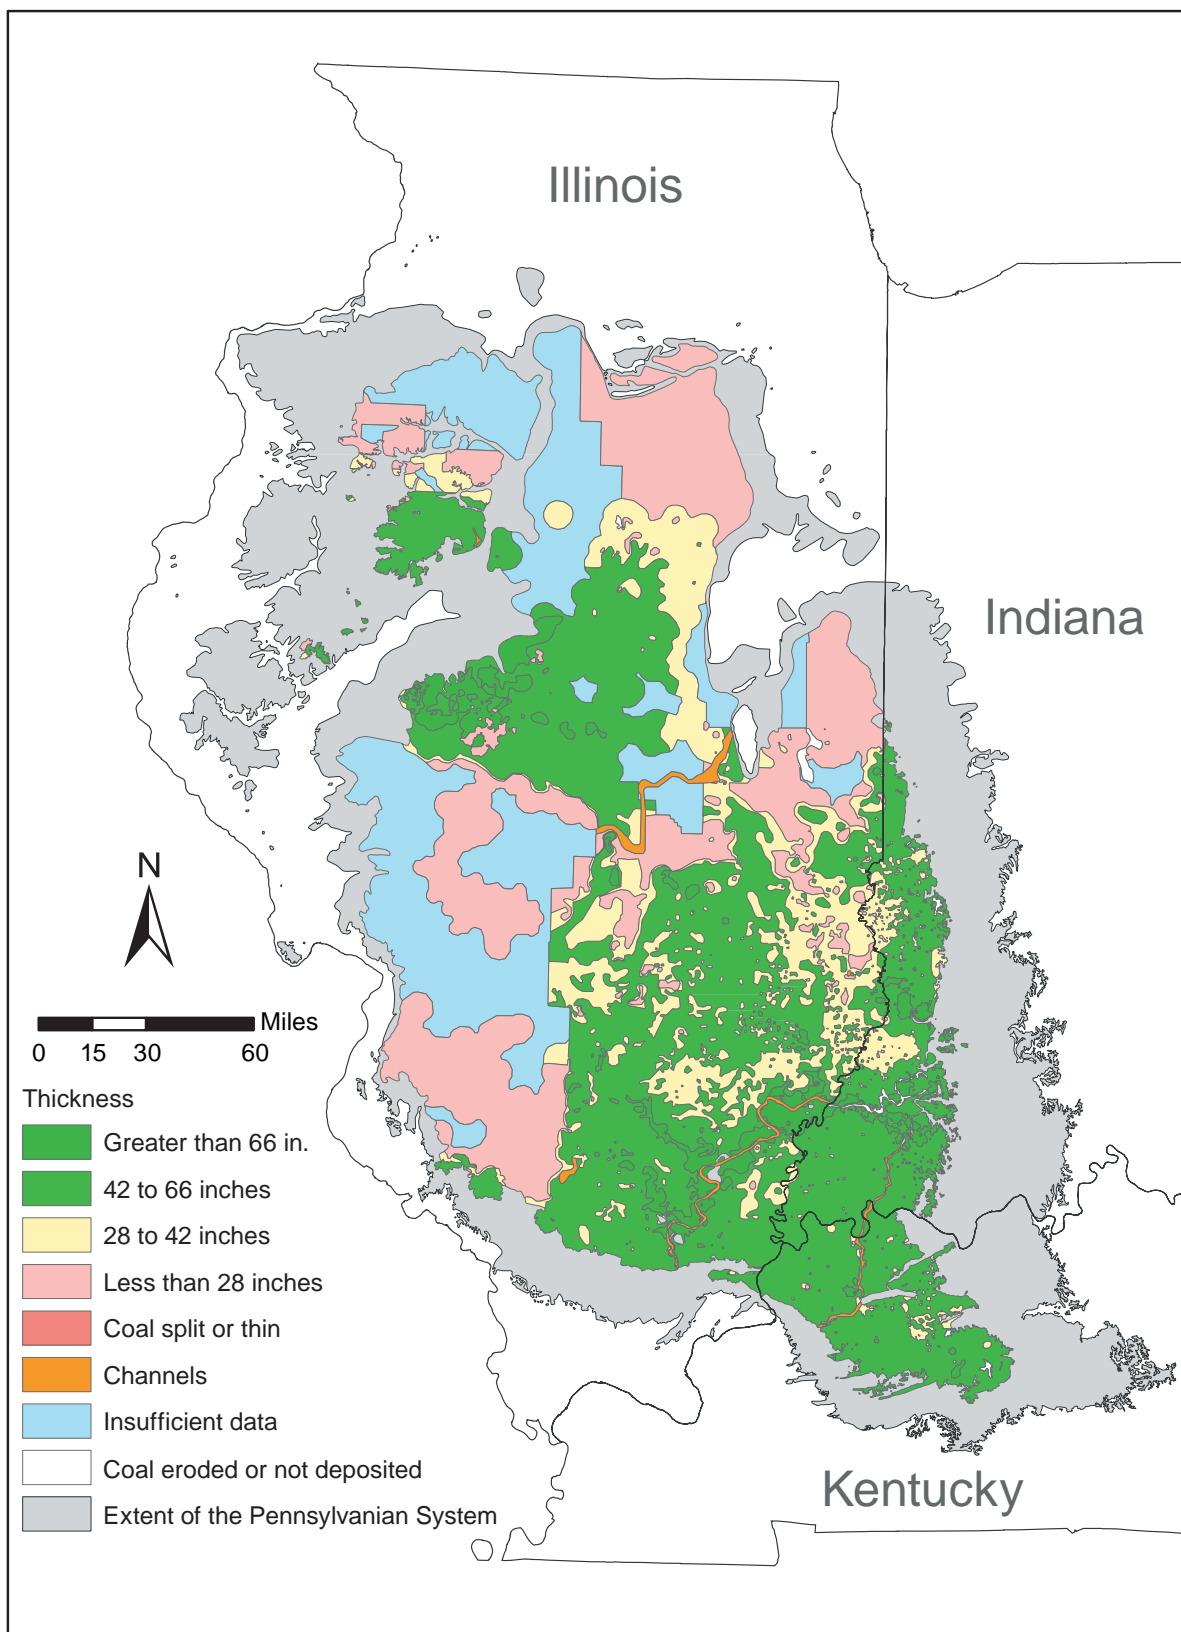 Illinois
Indiana
N
Miles
0 15 30 60
Thickness
Greater than 66 in.
42 to 66 inches
28 to 42 inches
Less than 28 inches
Coal split or thin
Channels
Insufficient data
Coal eroded or not deposited
Extent of the Pennsylvanian System
Kentucky